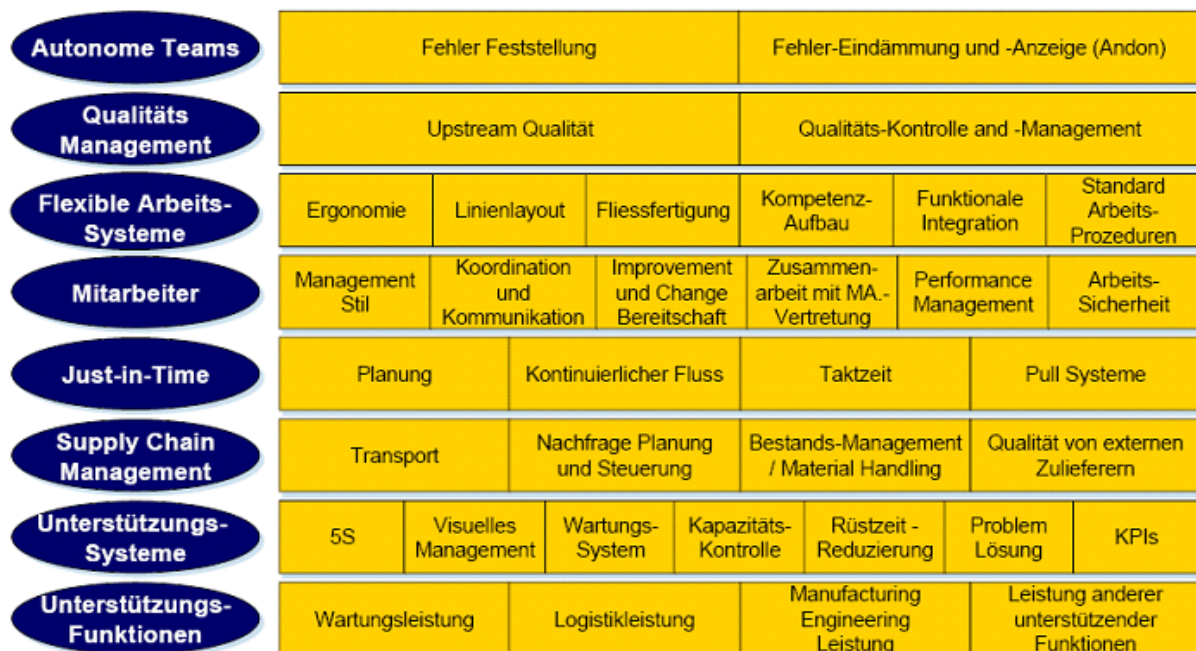 Autonome Teams
Fehler Feststellung
Fehler-Eindämmung und -Anzeige (Andon)
Qualitäts
Management
Upstream Qualität
Qualitäts-Kontrolle and -Management
Flexible Arbeits-
Systeme
Ergonomie
Linienlayout
Fliessfertigung
Kompetenz-
Aufbau
Funktionale
Integration
Standard
Arbeits-
Prozeduren
Mitarbeiter
Management
Stil
Koordination
und
Kommunikation
Improvement
und Change
Bereitschaft
Zusammen-
arbeit mit MA.-
Vertretung
Performance
Management
Arbeits-
Sicherheit
Just-in-Time
Planung
Kontinuierlicher Fluss
Taktzeit
Pull Systeme
Supply Chain
Management
Transport
Nachfrage Planung
und Steuerung
Bestands-Management
/ Material Handling
Qualität von externen
Zulieferern
Unterstützungs-
Systeme
5S
Visuelles
Management
Wartungs-
System
Kapazitäts-
Kontrolle
Rüstzeit -
Reduzierung
Problem
Lösung
KPIs
Unterstützungs-
Funktionen
Wartungsleistung
Logistikleistung
Manufacturing
Engineering
Leistung
Leistung anderer
unterstützender
Funktionen